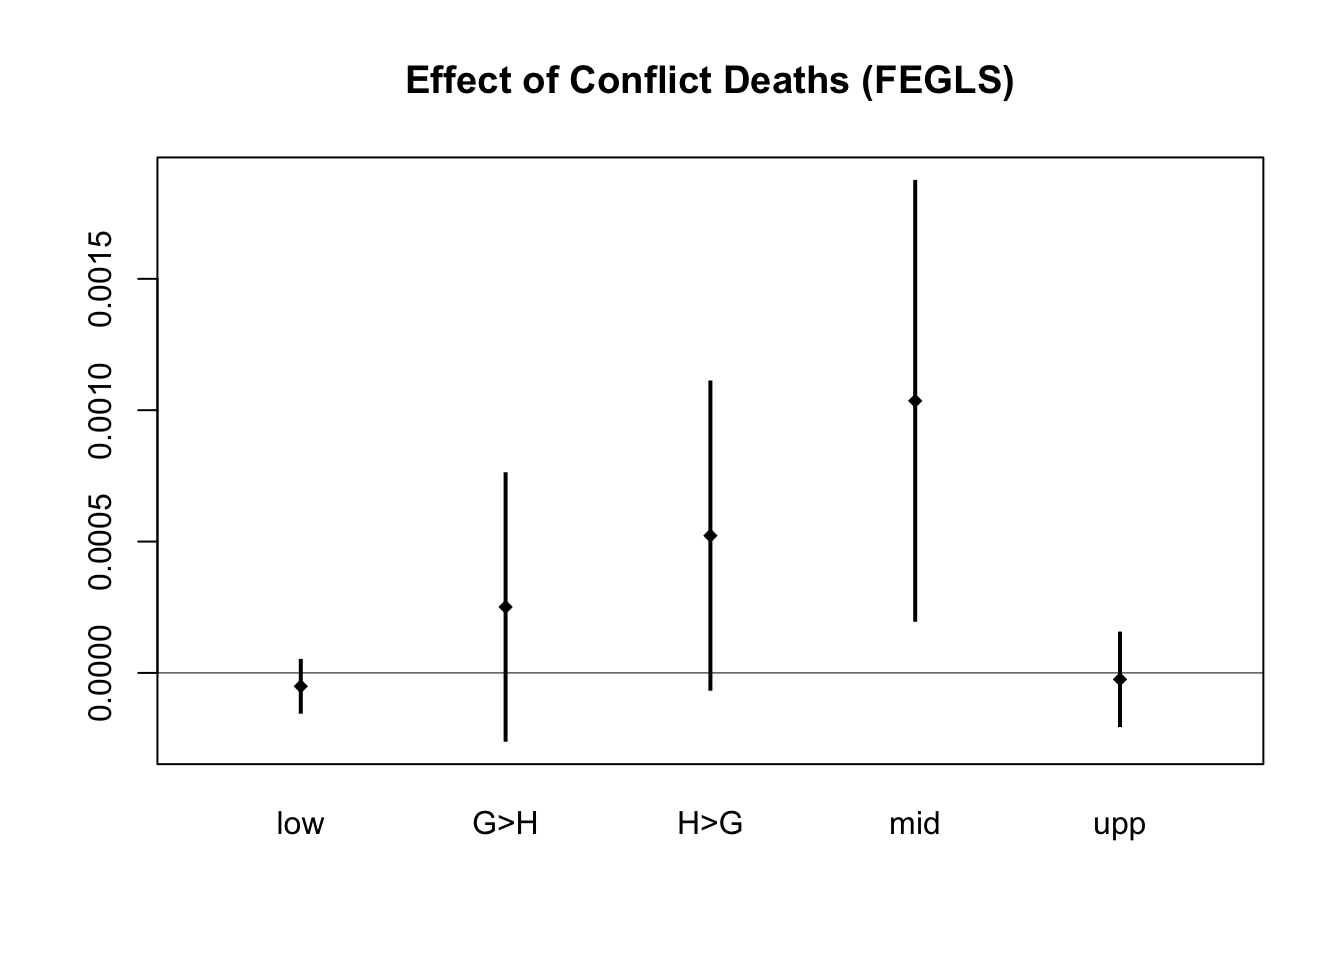 Effect of Conflict Deaths (FEGLS)
0.0015
0.0010
0.0005
0.0000
low G>H H>G mid upp